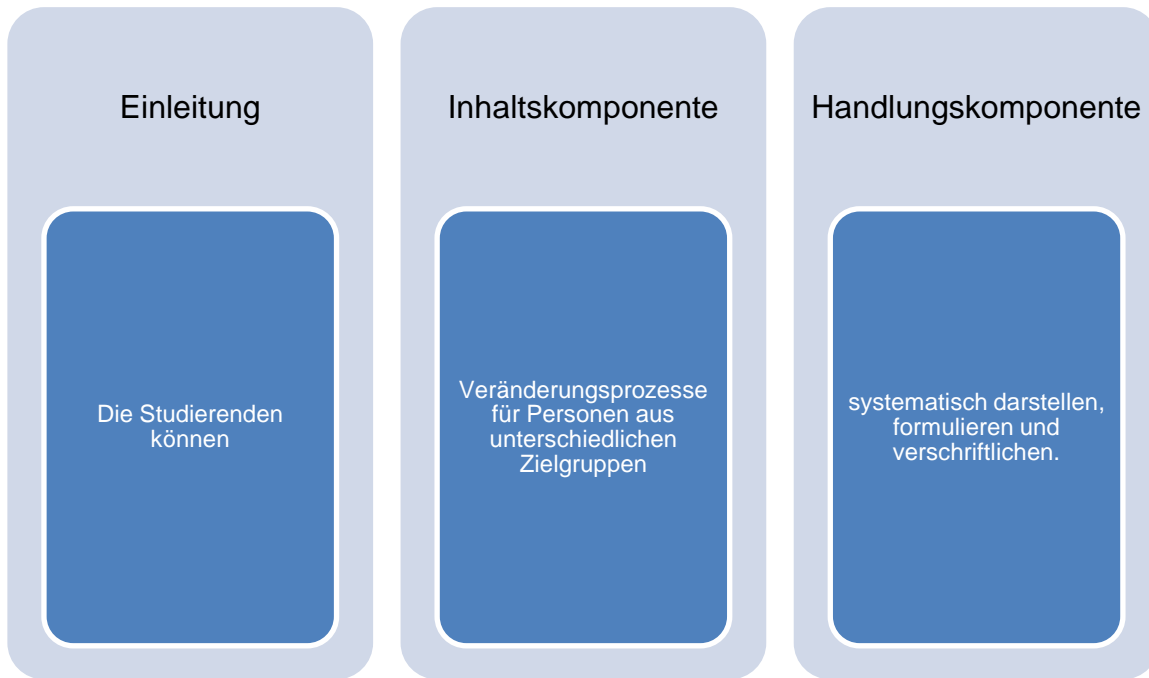 Einleitung
Die Studierenden
können
Inhaltskomponente
Veränderungsprozesse
für Personen aus
unterschiedlichen
Zielgruppen
Handlungskomponente
systematisch darstellen,
formulieren und
verschriftlichen.